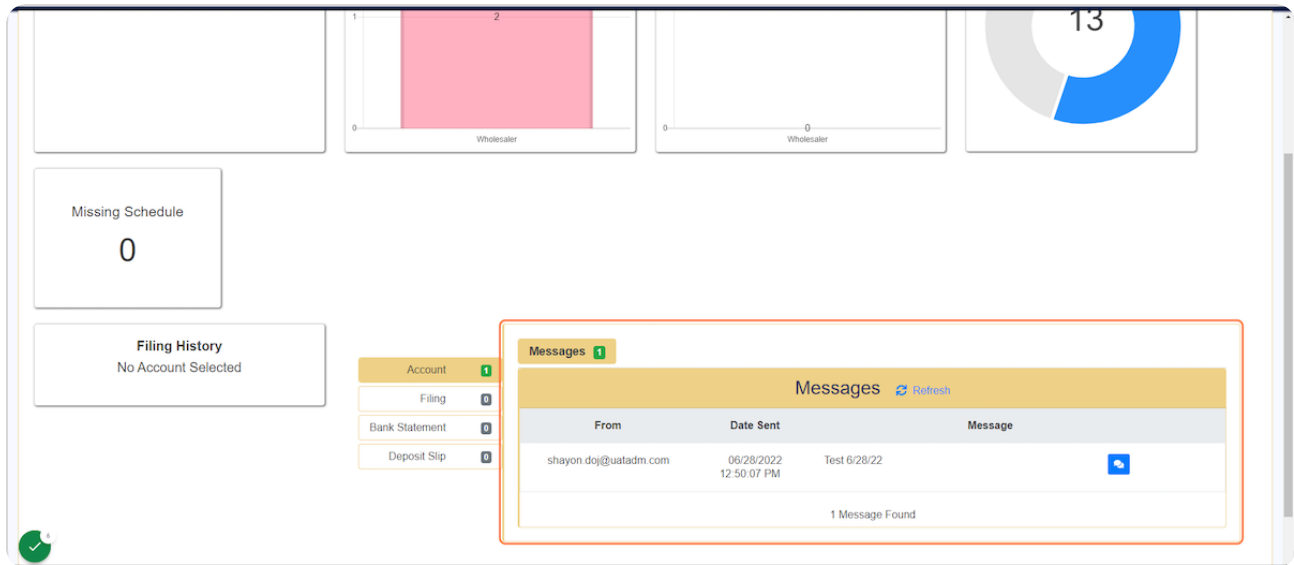 1
2
0
Wholesaler
0
0
Wholesaler
13
Missing Schedule
0
Filing History
No Account Selected
Account 1
Filing 0
Bank Statement 0
Deposit Slip 0
Messages 1
Messages Refresh
From Date Sent Message
shayon.doj@uatadm.com 06/28/2022 Test 6/28/22
12:50:07 PM
1 Message Found
6